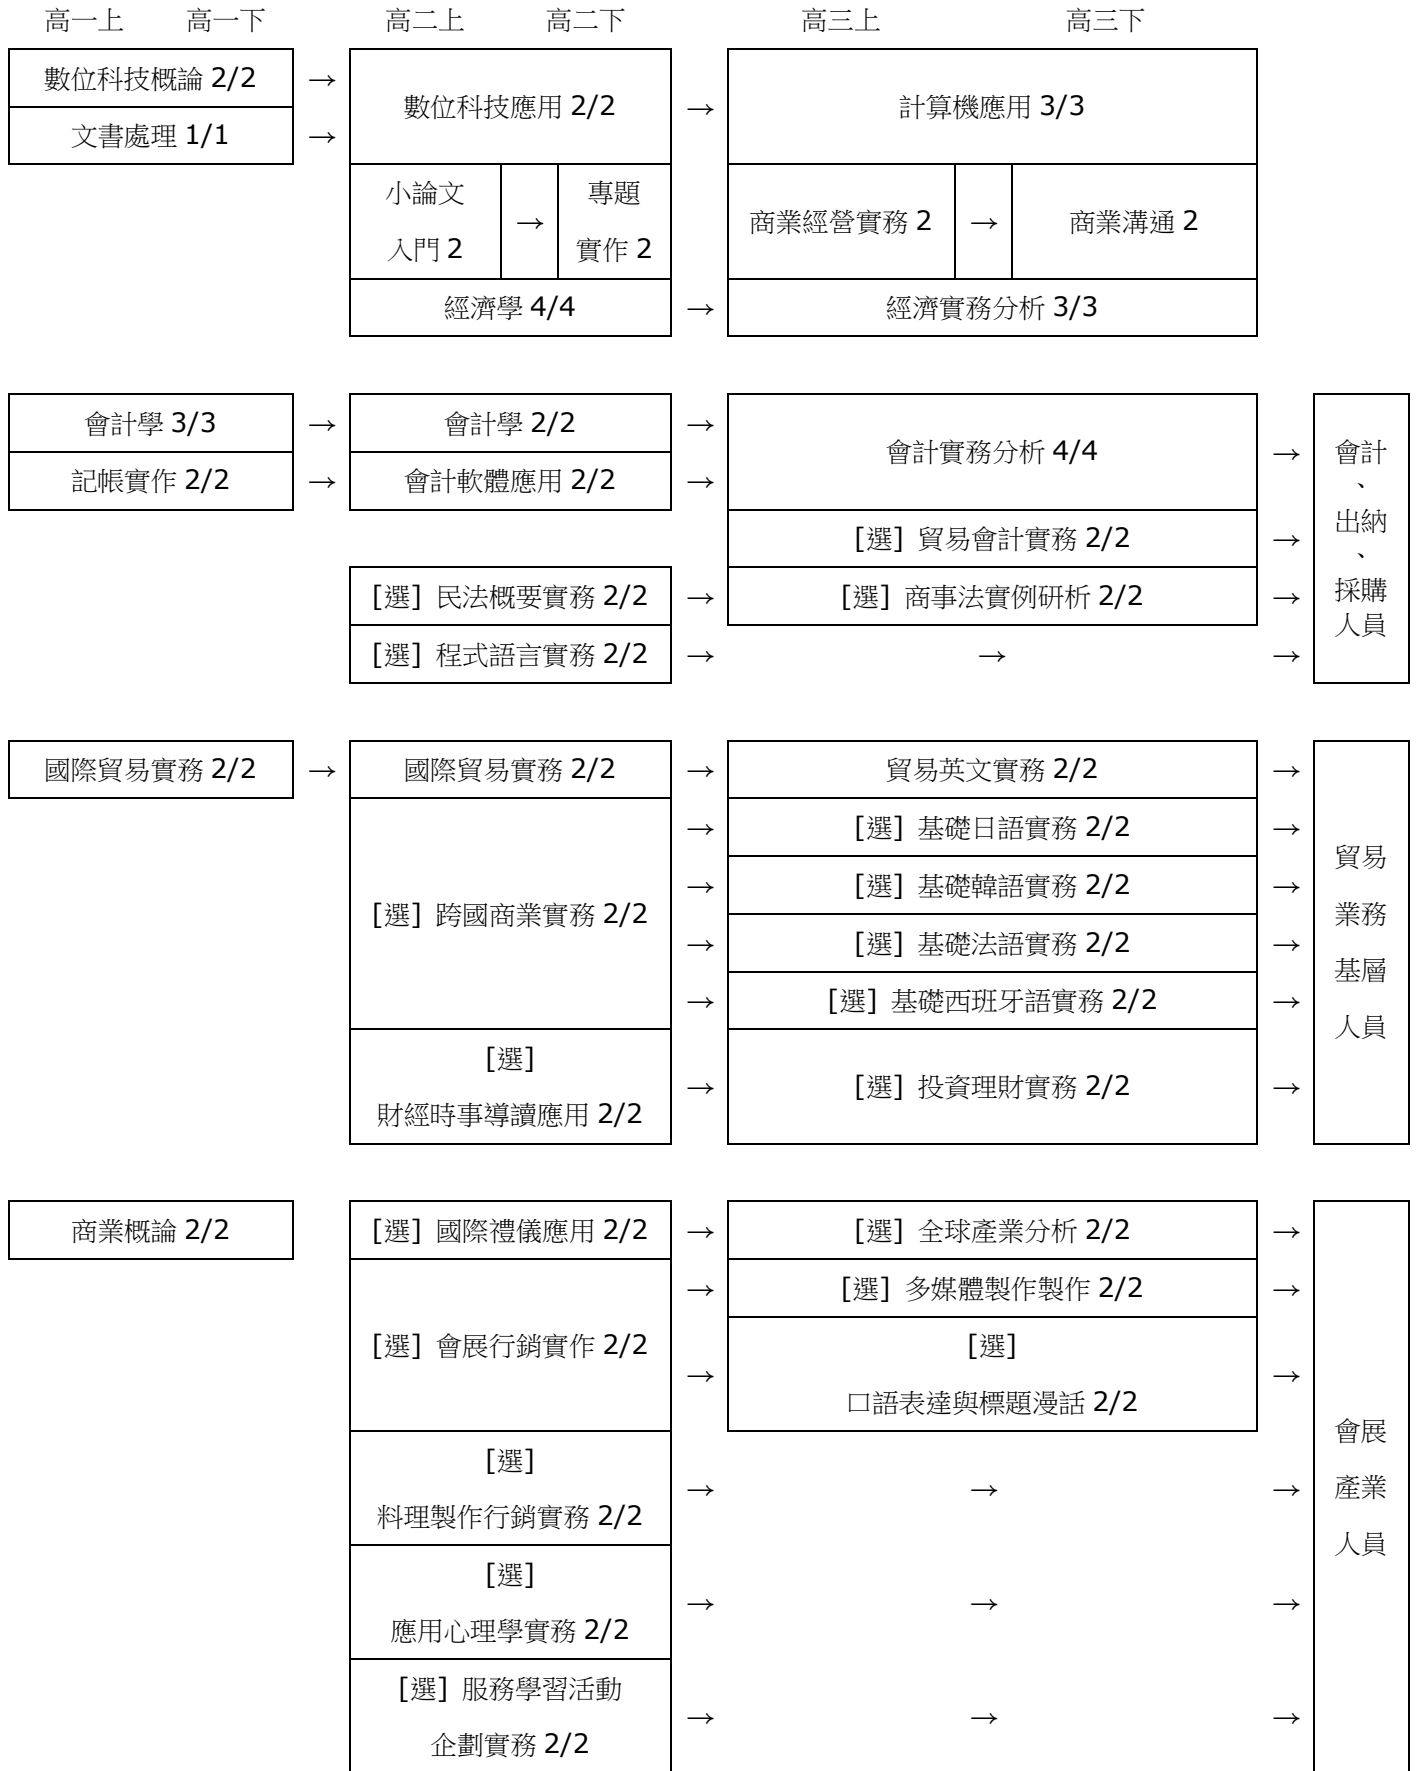 高一上 高一下 高二上 高二下 高三上 高三下
數位科技概論 2/2 →
數位科技應用 2/2 → 計算機應用 3/3
文書處理 1/1 →
小論文
入門 2
→
專題
實作 2
商業經營實務 2 → 商業溝通 2
經濟學 4/4 → 經濟實務分析 3/3
會計學 3/3 → 會計學 2/2 →
會計實務分析 4/4 →
記帳實作 2/2 → 會計軟體應用 2/2 →
[選] 貿易會計實務 2/2 →
[選] 民法概要實務 2/2 → [選] 商事法實例研析 2/2 →
[選] 程式語言實務 2/2 → → →
會計
、
出納
、
採購
人員
國際貿易實務 2/2 → 國際貿易實務 2/2 → 貿易英文實務 2/2 →
[選] 跨國商業實務 2/2
→ [選] 基礎日語實務 2/2 →
→ [選] 基礎韓語實務 2/2 →
→ [選] 基礎法語實務 2/2 →
→ [選] 基礎西班牙語實務 2/2 →
[選]
財經時事導讀應用 2/2
→ [選] 投資理財實務 2/2 →
貿易
業務
基層
人員
商業概論 2/2 [選] 國際禮儀應用 2/2 → [選] 全球產業分析 2/2 →
[選] 會展行銷實作 2/2
→ [選] 多媒體製作製作 2/2 →
→
[選]
口語表達與標題漫話 2/2
→
[選]
料理製作行銷實務 2/2
→ → →
[選]
應用心理學實務 2/2
→ → →
[選] 服務學習活動
企劃實務 2/2
→ → →
會展
產業
人員